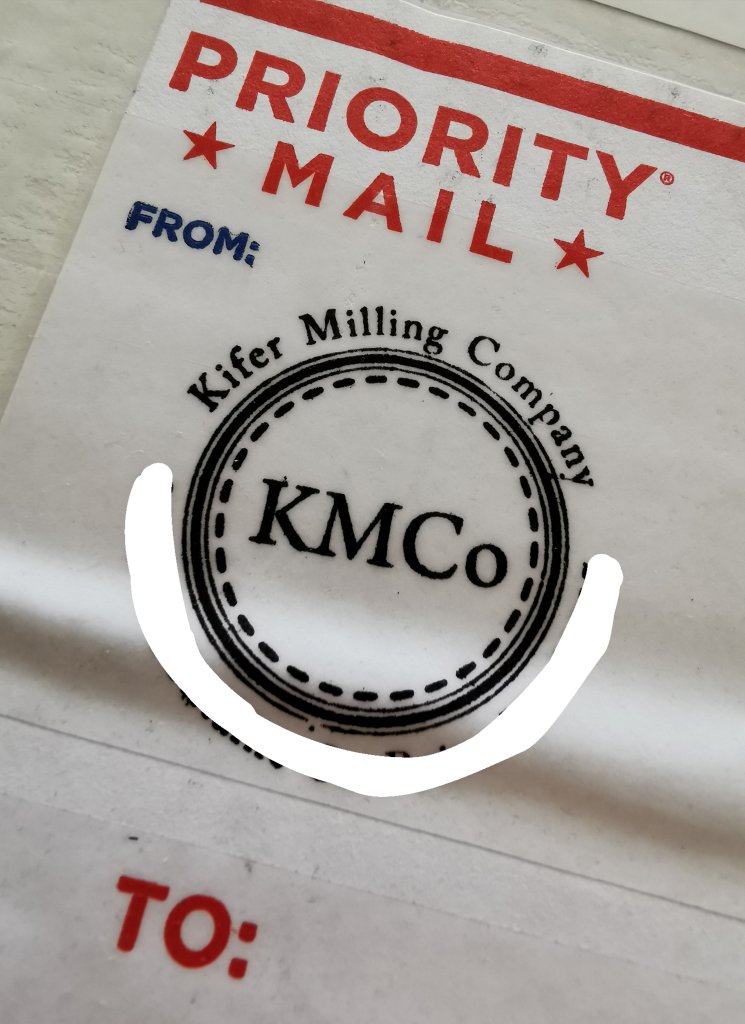 PRIORITY®
MAIL
FROM:
Kifer Milling Company
KMCo
TO: